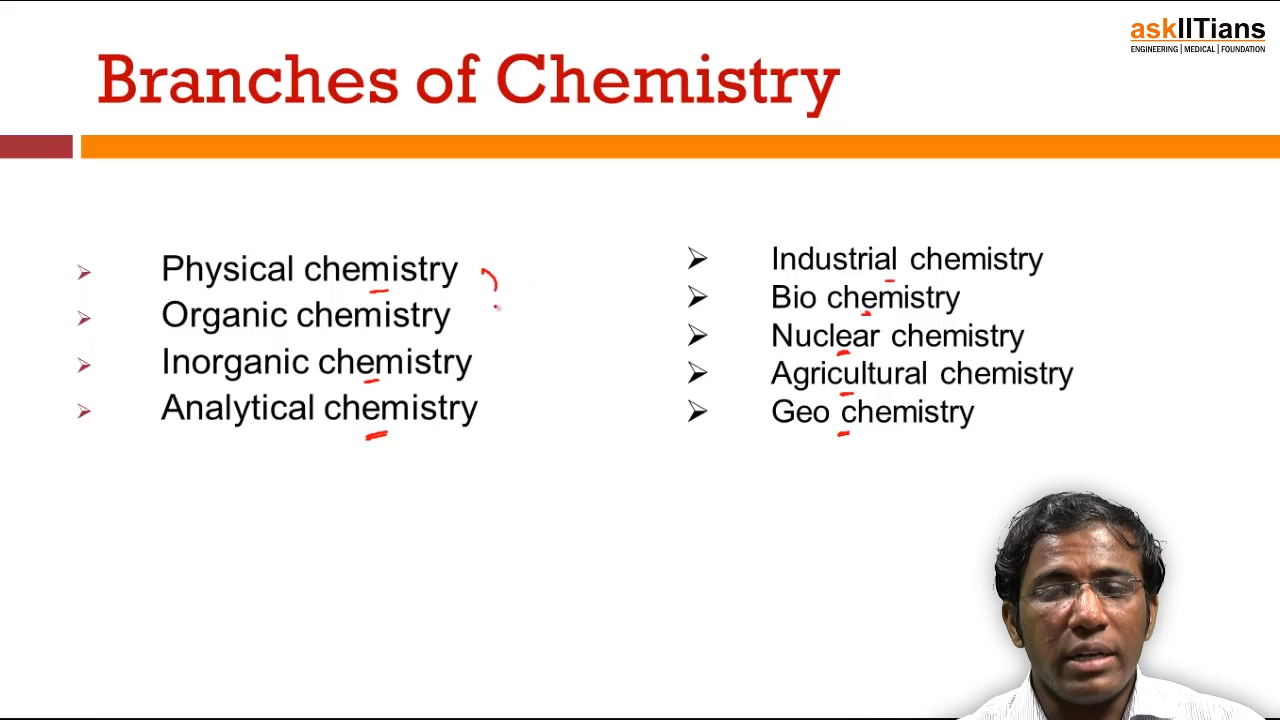 askIITians
ENGINEERING | MEDICAL | FOUNDATION
Branches of Chemistry
Physical chemistry
Organic chemistry
Inorganic chemistry
Analytical chemistry
Industrial chemistry
Bio chemistry
Nuclear chemistry
Agricultural chemistry
Geo chemistry